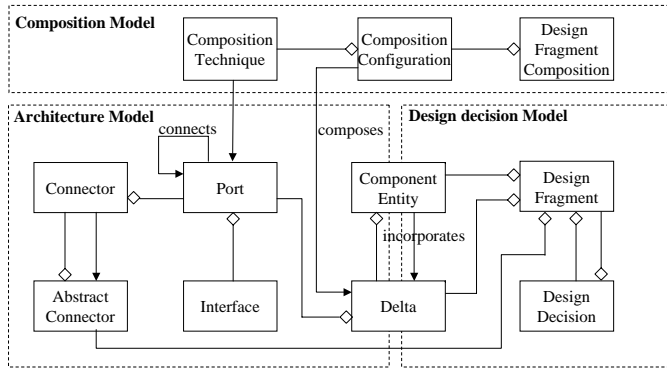 Composition Model
Composition
Technique
Composition
Configuration
Design
Fragment
Composition
Architecture Model
composes
Design decision Model
connects
Connector
Port
Component
Entity
Design
Fragment
incorporates
Abstract
Connector
Interface
Delta
Design
Decision